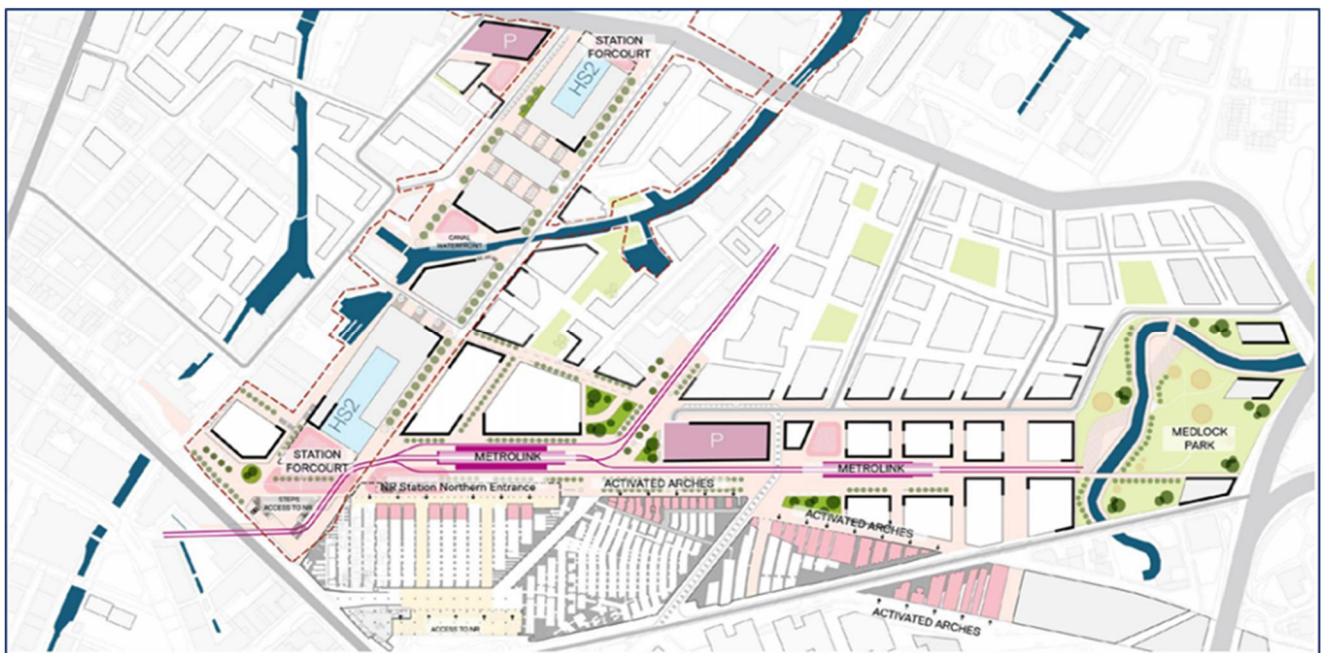 P
STATION
FORCOURT
HS2
CANAL
WATERFRONT
HS2
STATION
FORCOURT
METROLINK
P
METROLINK
MEDLOCK
PARK
NR Station Northern Entrance
ACTIVATED ARCHES
STEPS
ACCESS TO NR
ACTIVATED ARCHES
ACTIVATED ARCHES
ACCESS TO NR